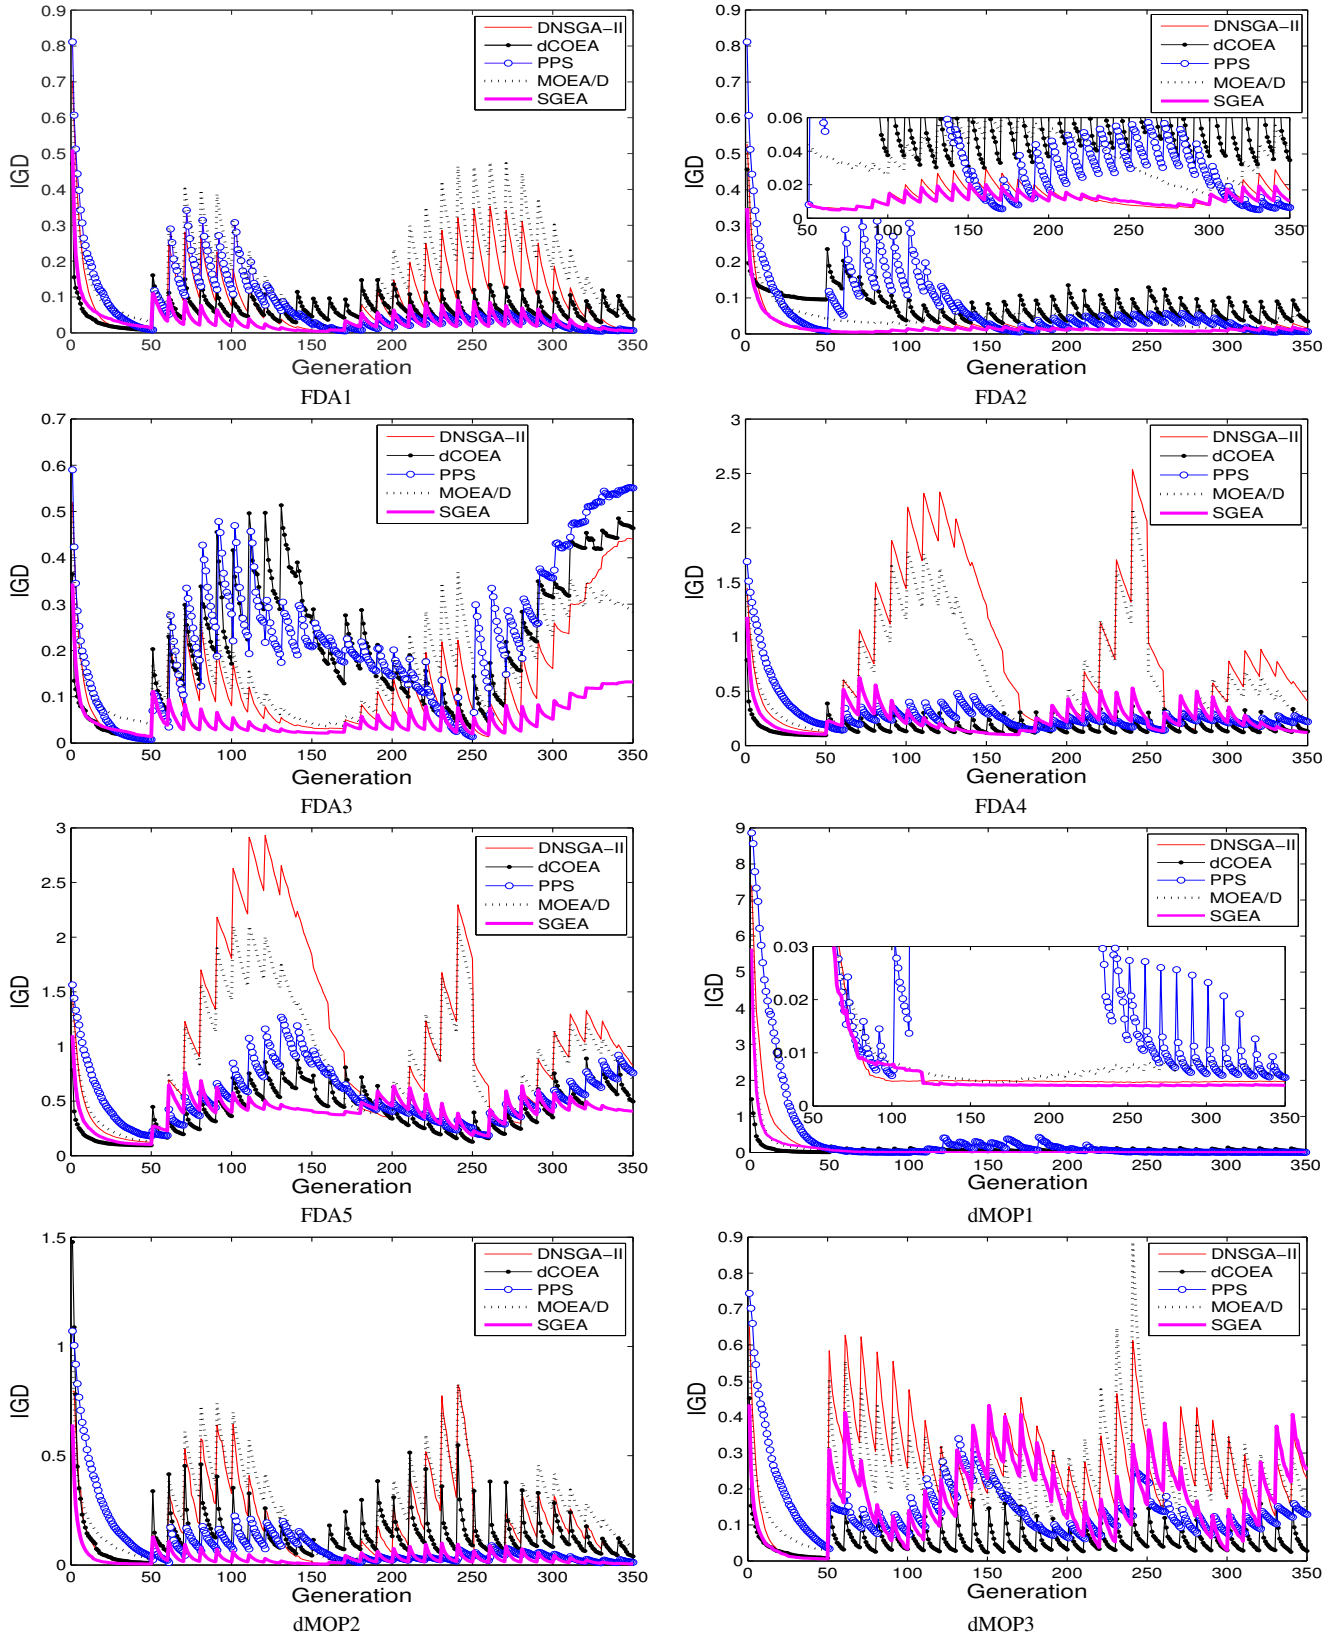 0.9
0.8
0.7
0.6
0.5
0.4
0.3
0.2
0.1
0
IGD
DNSGA-II
dCOEA
PPS
MOEA/D
SGEA
0 50 100 150 200 250 300 350
Generation
FDA1
0.9
0.8
0.7
0.6
0.5
0.4
0.3
0.2
0.1
0
IGD
DNSGA-II
dCOEA
PPS
MOEA/D
SGEA
0.06
0.04
0.02
0
50 100 150 200 250 300 350
0 50 100 150 200 250 300 350
Generation
FDA2
0.7
0.6
0.5
0.4
0.3
0.2
0.1
0
IGD
DNSGA-II
dCOEA
PPS
MOEA/D
SGEA
0 50 100 150 200 250 300 350
Generation
FDA3
3
2.5
2
1.5
1
0.5
0
IGD
DNSGA-II
dCOEA
PPS
MOEA/D
SGEA
0 50 100 150 200 250 300 350
Generation
FDA4
3
2.5
2
1.5
1
0.5
0
IGD
DNSGA-II
dCOEA
PPS
MOEA/D
SGEA
0 50 100 150 200 250 300 350
Generation
FDA5
9
8
7
6
5
4
3
2
1
0
IGD
DNSGA-II
dCOEA
PPS
MOEA/D
SGEA
0.03
0.02
0.01
0
50 100 150 200 250 300 350
0 50 100 150 200 250 300 350
Generation
dMOP1
1.5
1
0.5
0
IGD
DNSGA-II
dCOEA
PPS
MOEA/D
SGEA
0 50 100 150 200 250 300 350
Generation
dMOP2
0.9
0.8
0.7
0.6
0.5
0.4
0.3
0.2
0.1
0
IGD
DNSGA-II
dCOEA
PPS
MOEA/D
SGEA
0 50 100 150 200 250 300 350
Generation
dMOP3